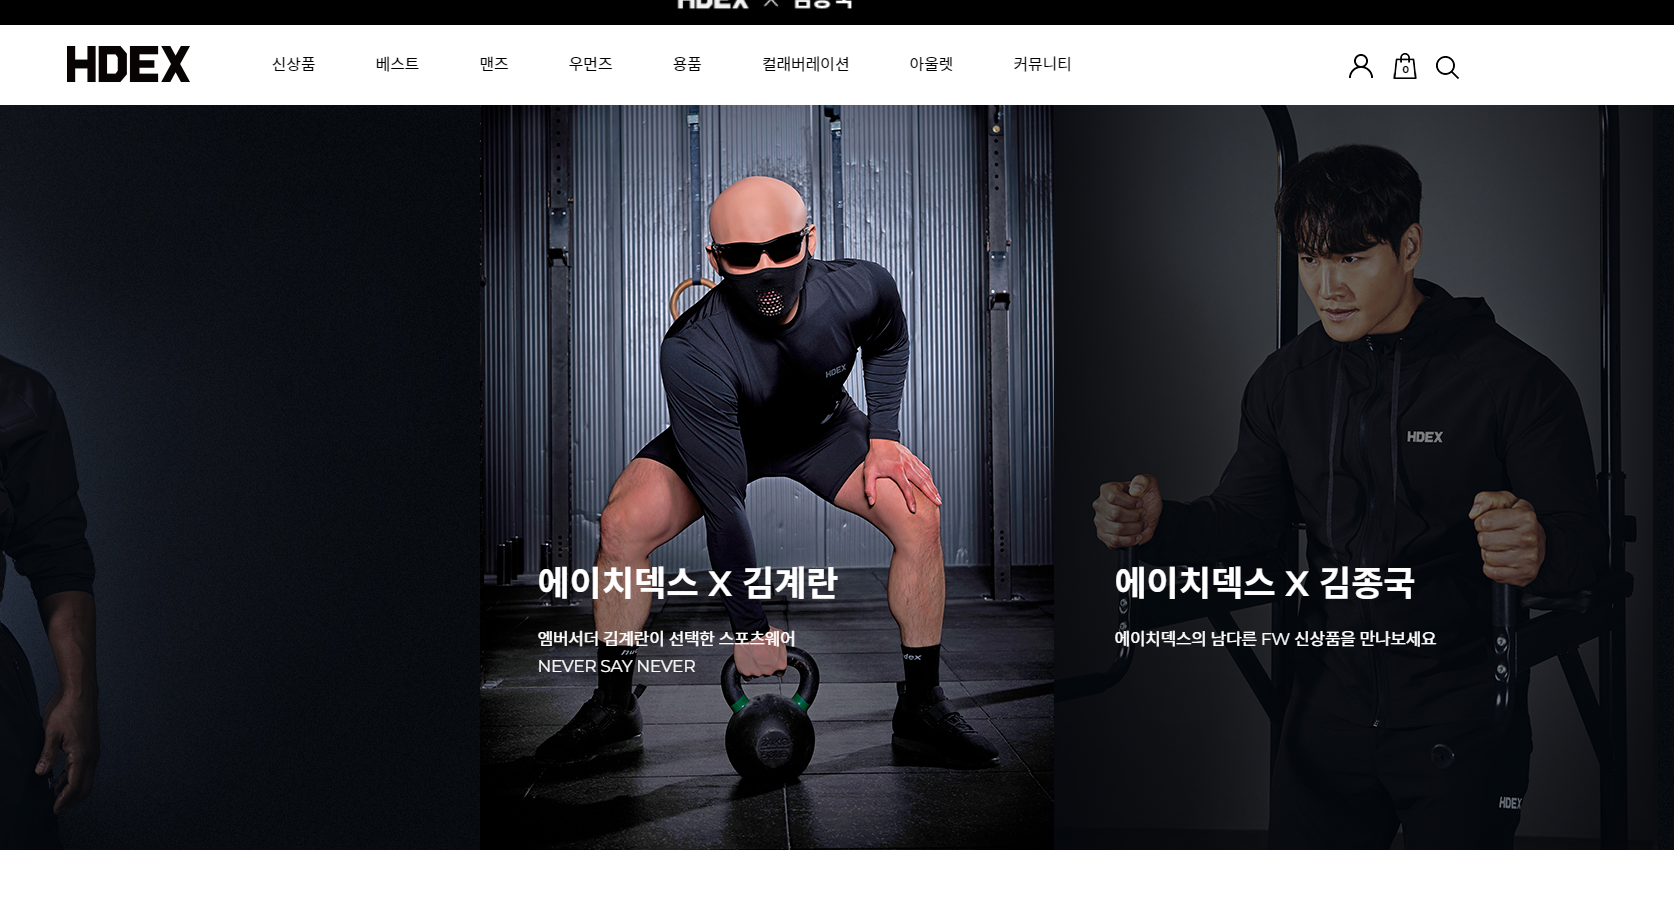 HDEX × 김종국
HDEX
신상품 베스트 맨즈 우먼즈 용품 컬래버레이션 아울렛 커뮤니티
0
HDEX
HDEX
에이치덱스 X 김계란
엠버서더 김계란이 선택한 스포츠웨어
NEVER SAY NEVER
에이치덱스 X 김종국
에이치덱스의 남다른 FW 신상품을 만나보세요
HDEX